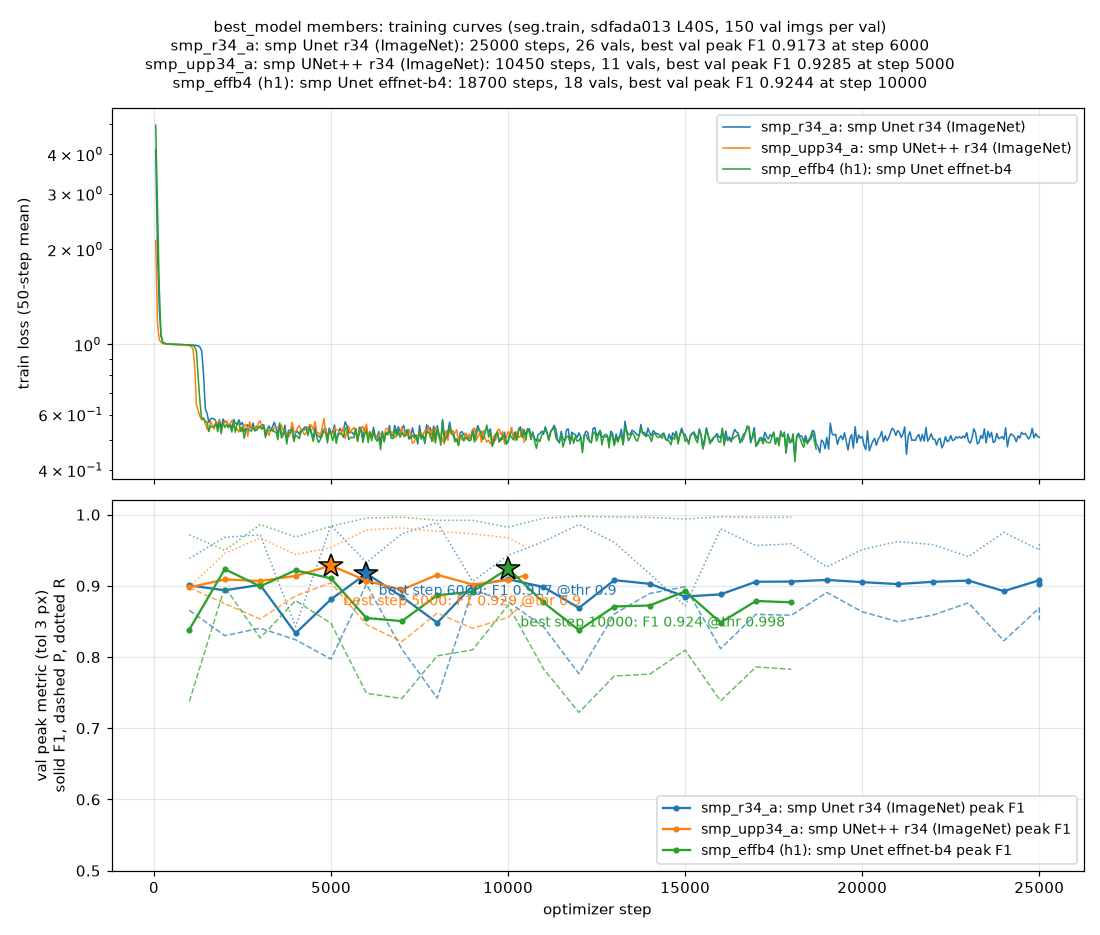 best_model members: training curves (seg.train, sdfada013 L40S, 150 val imgs per val)
smp_r34_a: smp Unet r34 (ImageNet): 25000 steps, 26 vals, best val peak F1 0.9173 at step 6000
smp_upp34_a: smp UNet++ r34 (ImageNet): 10450 steps, 11 vals, best val peak F1 0.9285 at step 5000
smp_effb4 (h1): smp Unet effnet-b4: 18700 steps, 18 vals, best val peak F1 0.9244 at step 10000
train loss (50-step mean)
4 × 10⁰
3 × 10⁰
2 × 10⁰
10⁰
6 × 10⁻¹
4 × 10⁻¹
smp_r34_a: smp Unet r34 (ImageNet)
smp_upp34_a: smp UNet++ r34 (ImageNet)
smp_effb4 (h1): smp Unet effnet-b4
val peak metric (tol 3 px)
solid F1, dashed P, dotted R
1.0
0.9
0.8
0.7
0.6
0.5
best step 6000: F1 0.917 @thr 0.9
best step 5000: F1 0.929 @thr 0.9
best step 10000: F1 0.924 @thr 0.998
smp_r34_a: smp Unet r34 (ImageNet) peak F1
smp_upp34_a: smp UNet++ r34 (ImageNet) peak F1
smp_effb4 (h1): smp Unet effnet-b4 peak F1
0 5000 10000 15000 20000 25000
optimizer step